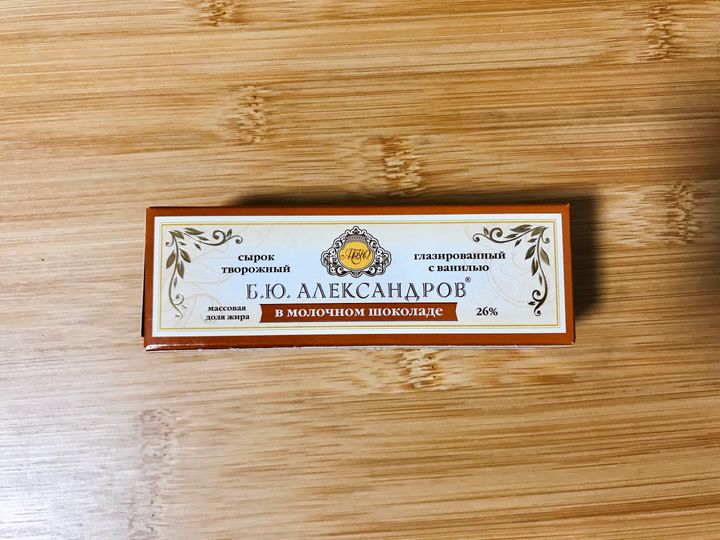 сырок
творожный
глазированный
с ванилью
Б.Ю. АЛЕКСАНДРОВ®
массовая
доля жира
в молочном шоколаде
26%